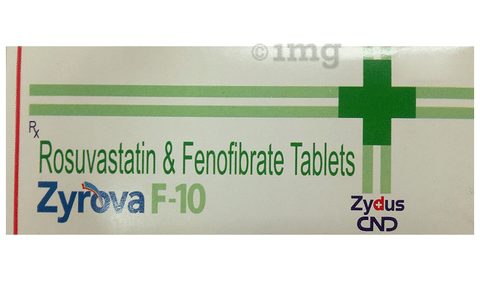 1mg
Rx
Rosuvastatin & Fenofibrate Tablets
Zyrova F-10
Zydus
CND